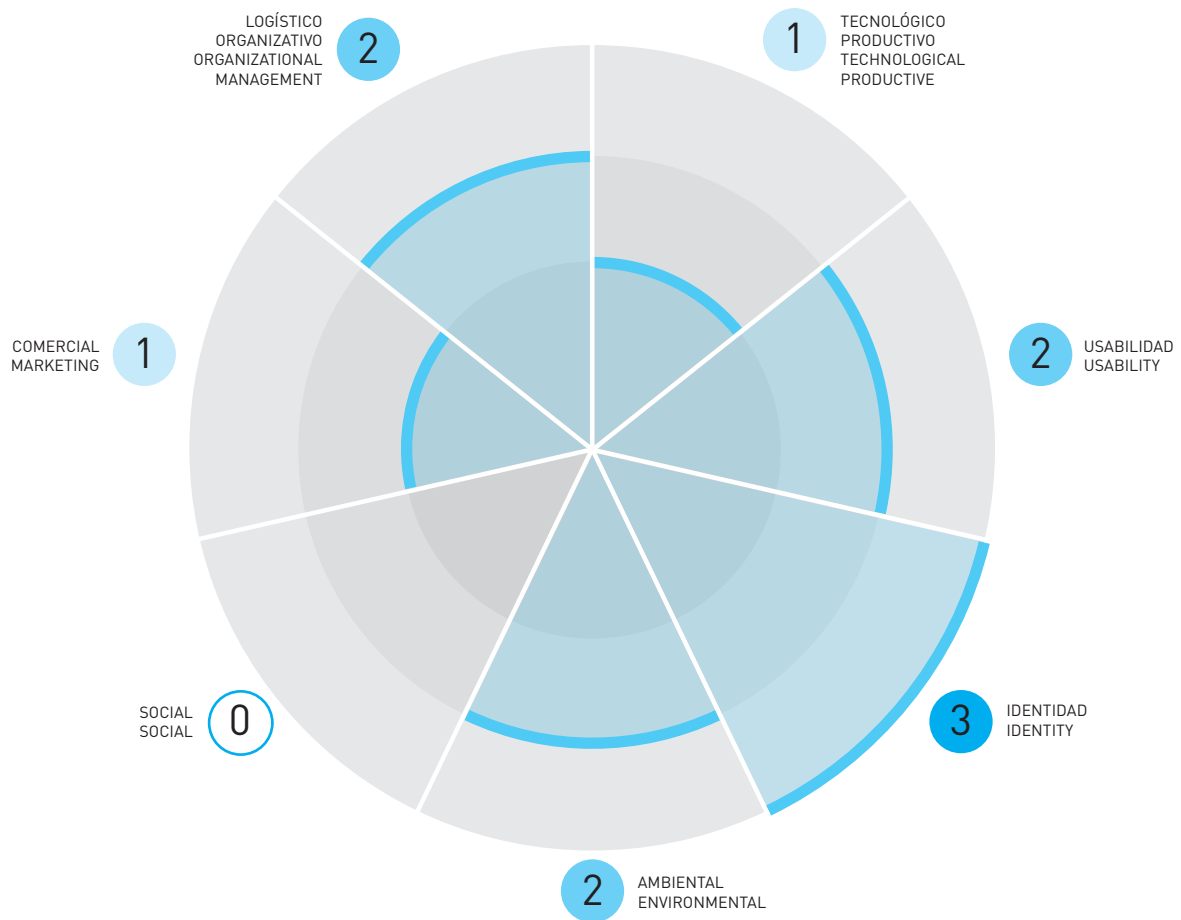 LOGÍSTICO
ORGANIZATIVO
ORGANIZATIONAL
MANAGEMENT
2
1
TECNOLÓGICO
PRODUCTIVO
TECHNOLOGICAL
PRODUCTIVE
COMERCIAL
MARKETING
1
2
USABILIDAD
USABILITY
SOCIAL
SOCIAL
0
3
IDENTIDAD
IDENTITY
2
AMBIENTAL
ENVIRONMENTAL